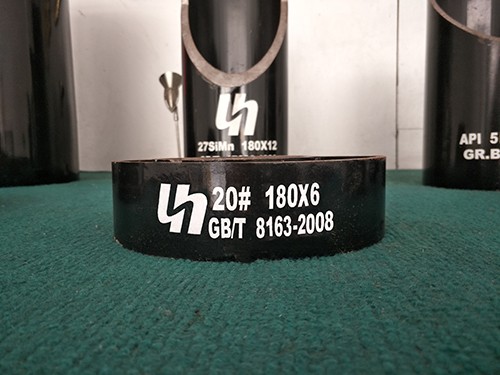 27SiMn 180X12
API 5
GR.B
20# 180X6
GB/T 8163-2008